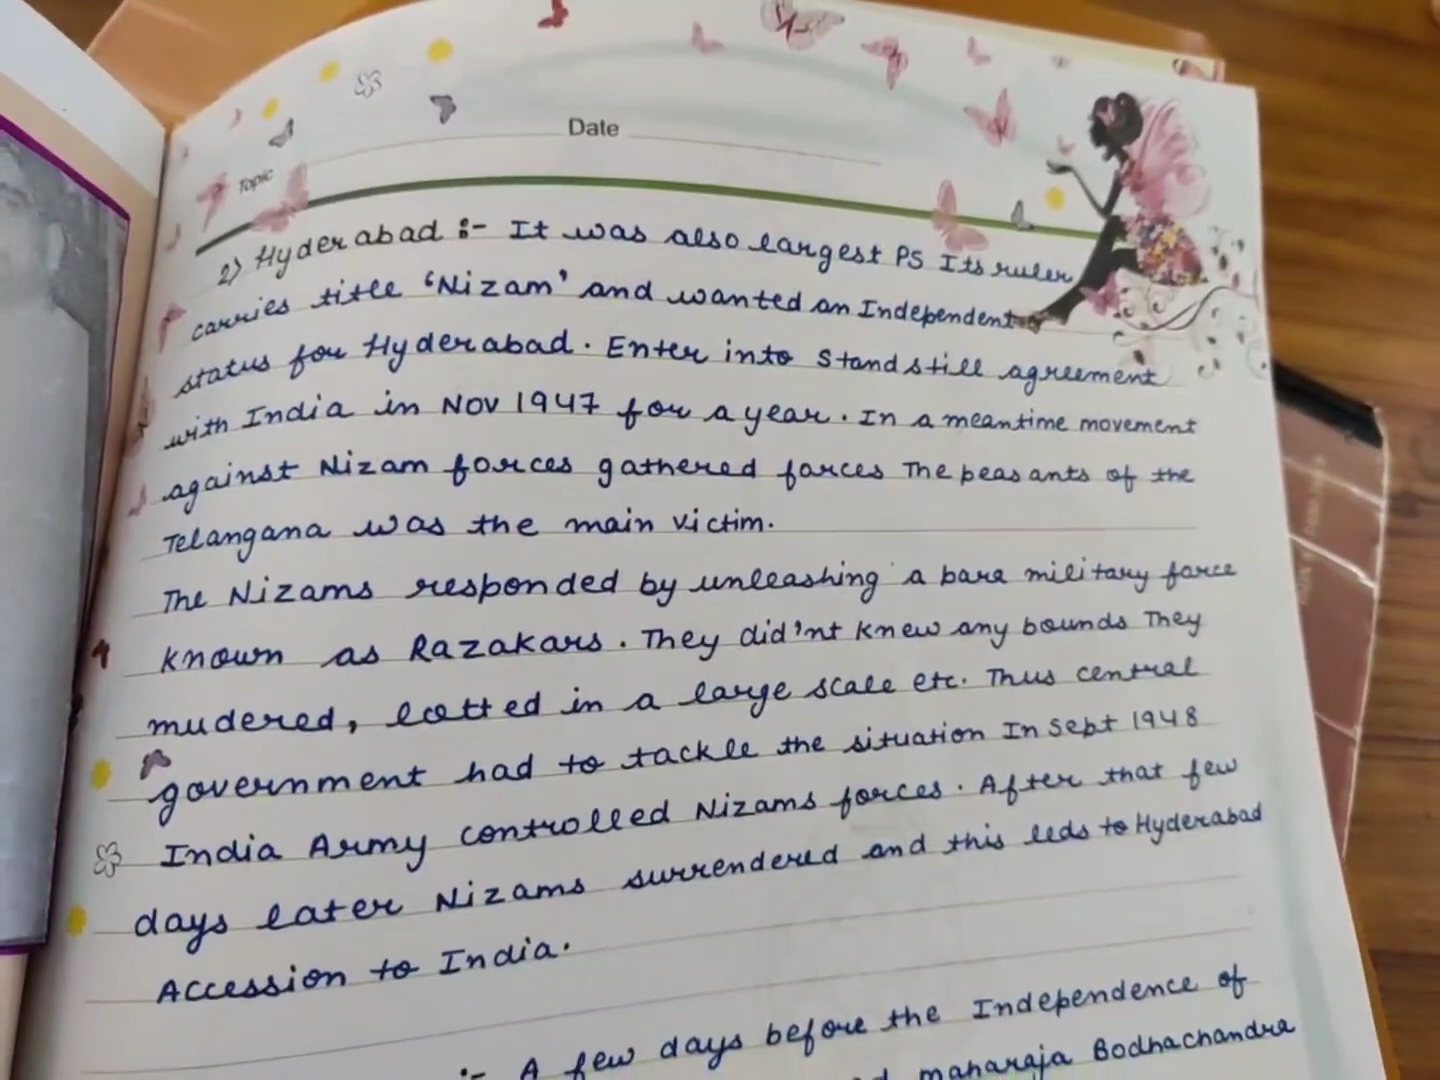 Date
Topic
2) Hyderabad :- It was also largest PS Its ruler
carries title 'Nizam' and wanted an Independent
status for Hyderabad. Enter into Standstill agreement
with India in Nov 1947 for a year. In a meantime movement
against Nizam forces gathered farces The peasants of the
Telangana was the main victim.
The Nizams responded by unleashing a bara military farce
known as Razakars. They did'nt knew any bounds They
mudered, lotted in a large scale etc. Thus central
government had to tackle the situation In Sept 1948
India Army controlled Nizams forces. After that few
days later Nizams surrendered and this leds to Hyderabad
Accession to India.
:- A few days before the Independence of
maharaja Bodhachandra